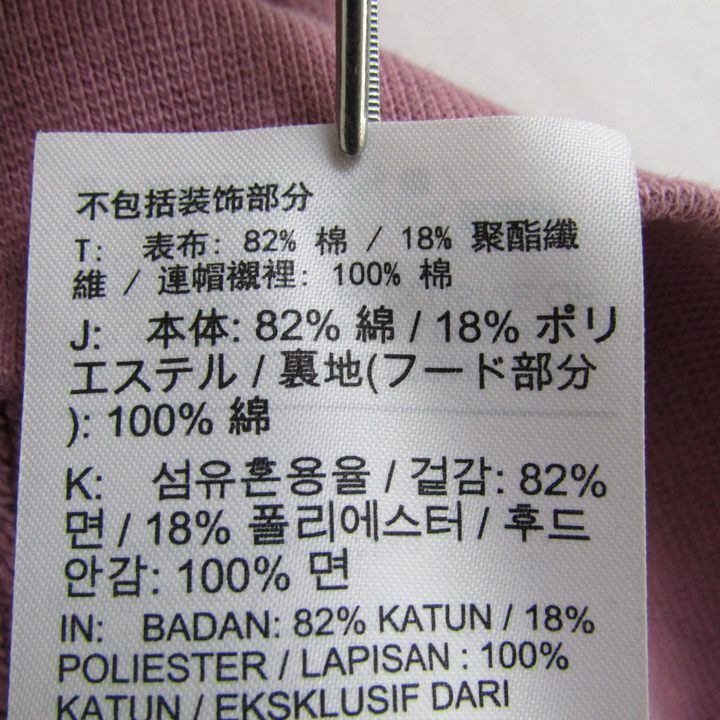 不包括装饰部分
T: 表布: 82% 棉 / 18% 聚酯纖
維 / 連帽襯裡: 100% 棉
J: 本体: 82% 綿 / 18% ポリ
エステル / 裏地(フード部分
): 100% 綿
K: 섬유혼용율 / 겉감: 82%
면 / 18% 폴리에스터 / 후드
안감: 100% 면
IN: BADAN: 82% KATUN / 18%
POLIESTER / LAPISAN : 100%
KATUN / EKSKLUSIF DARI